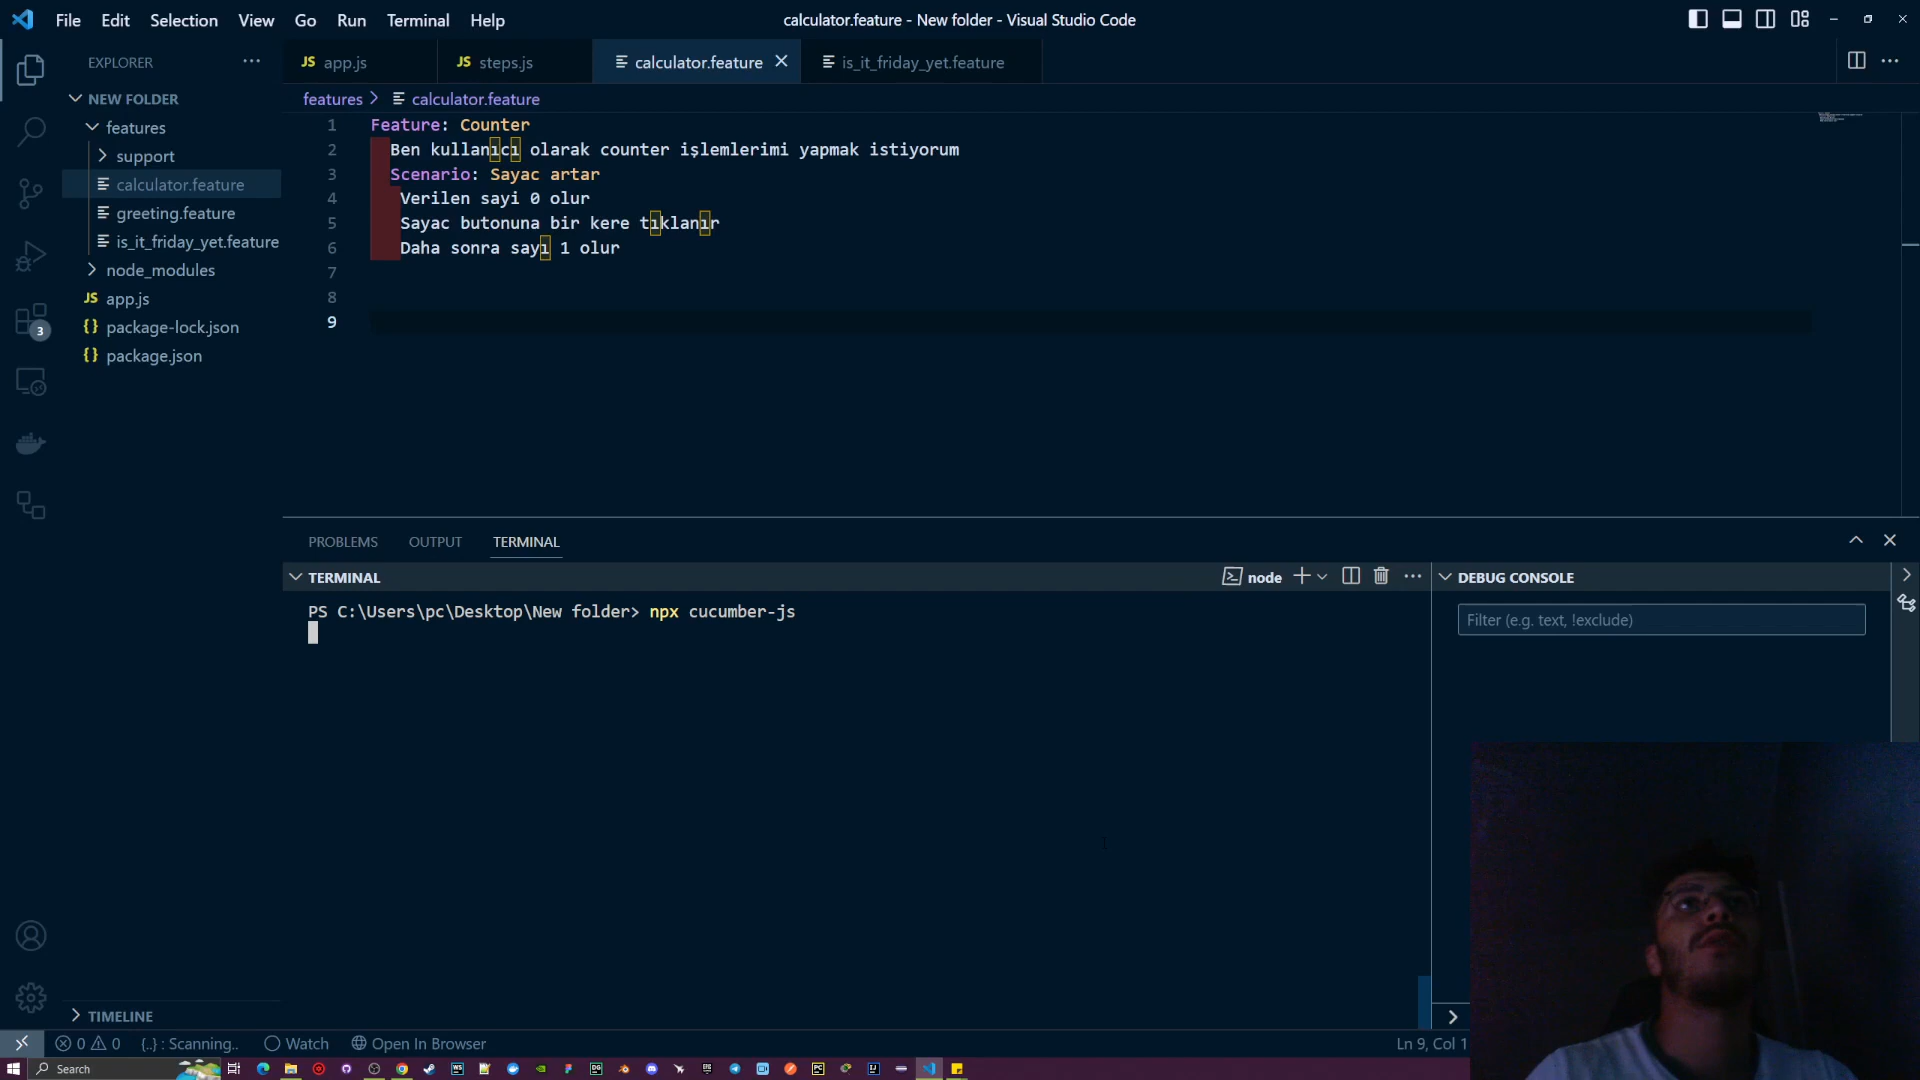 File Edit Selection View Go Run Terminal Help
calculator.feature - New folder - Visual Studio Code
EXPLORER
JS app.js
JS steps.js
calculator.feature
is_it_friday_yet.feature
NEW FOLDER
features
support
calculator.feature
greeting.feature
is_it_friday_yet.feature
node_modules
JS app.js
{} package-lock.json
{} package.json
3
features > calculator.feature
1 Feature: Counter
2 Ben kullanıcı olarak counter işlemlerimi yapmak istiyorum
3 Scenario: Sayac artar
4 Verilen sayi 0 olur
5 Sayac butonuna bir kere tıklanır
6 Daha sonra sayı 1 olur
7
8
9
PROBLEMS OUTPUT TERMINAL
TERMINAL
node
DEBUG CONSOLE
PS C:\Users\pc\Desktop\New folder> npx cucumber-js
Filter (e.g. text, !exclude)
TIMELINE
0 0 {..} : Scanning.. Watch Open In Browser
Ln 9, Col 1
Search